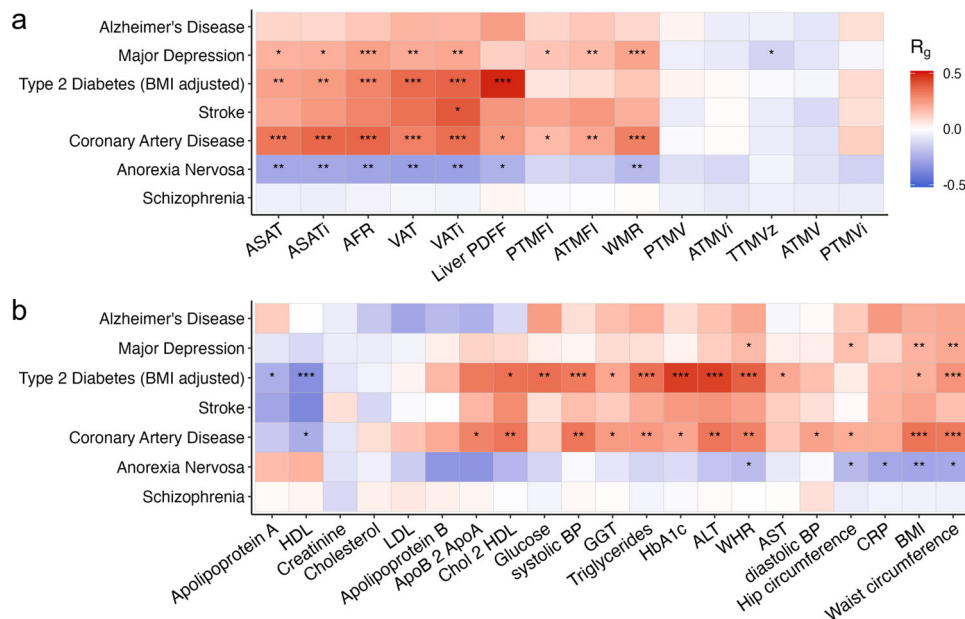 a
Alzheimer's Disease
Major Depression * * *** ** ** * ** *** *
Type 2 Diabetes (BMI adjusted) ** ** *** *** *** ***
Stroke *
Coronary Artery Disease *** *** *** *** *** * * ** ***
Anorexia Nervosa ** ** ** ** ** * **
Schizophrenia
ASAT ASATi AFR VAT VATi Liver PDFF PTMFI ATMFI WMR PTMV ATMVi TTMVz ATMV PTMVi
Rg
0.5
0.0
-0.5
b
Alzheimer's Disease
Major Depression * * ** **
Type 2 Diabetes (BMI adjusted) * *** * ** *** * *** *** *** *** * * ***
Stroke
Coronary Artery Disease * * ** ** * ** * ** ** * * *** ***
Anorexia Nervosa * * * ** *
Schizophrenia
Apolipoprotein A HDL Creatinine Cholesterol LDL Apolipoprotein B ApoB 2 ApoA Chol 2 HDL Glucose systolic BP GGT Triglycerides HbA1c ALT WHR AST diastolic BP Hip circumference CRP BMI Waist circumference